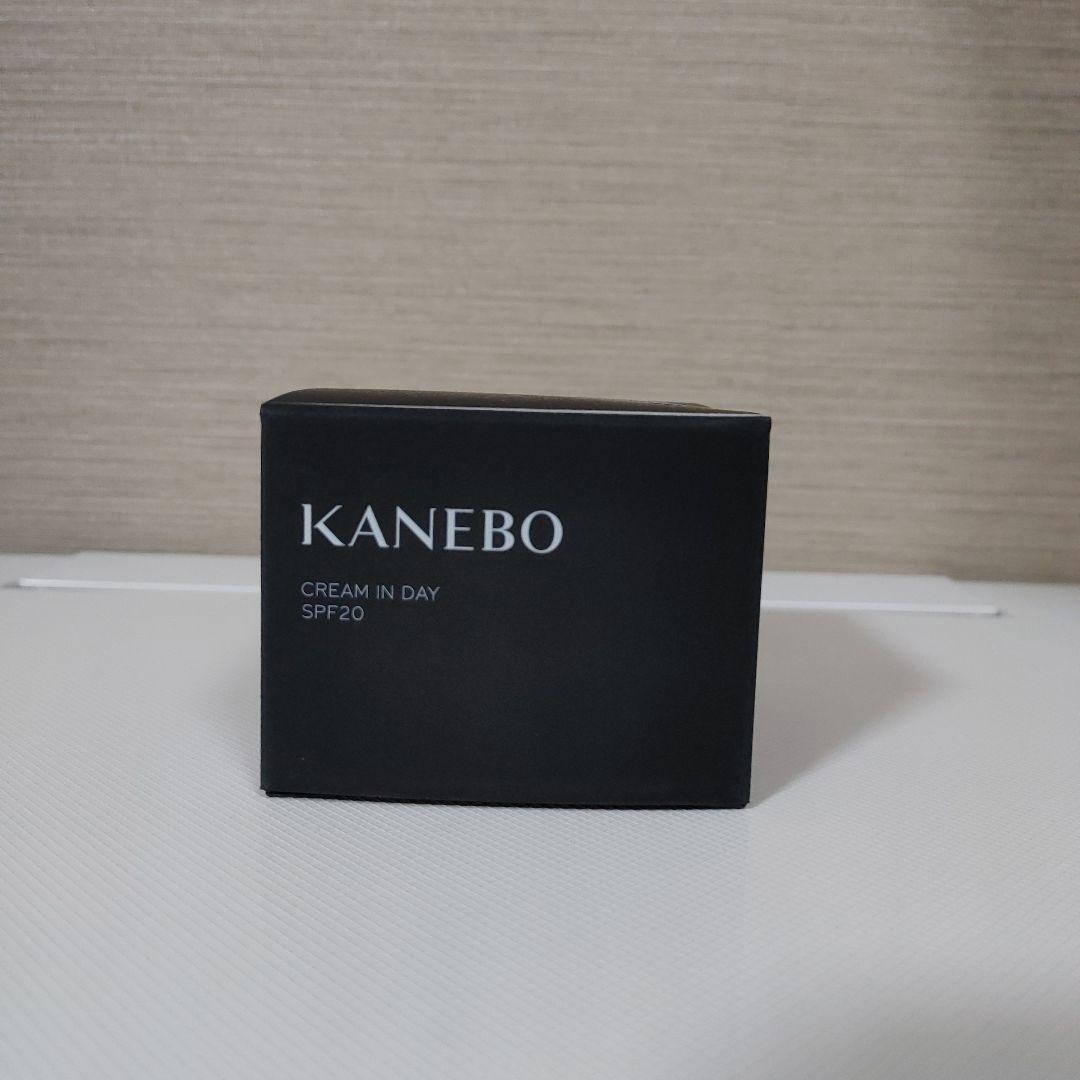 KANEBO
CREAM IN DAY
SPF20